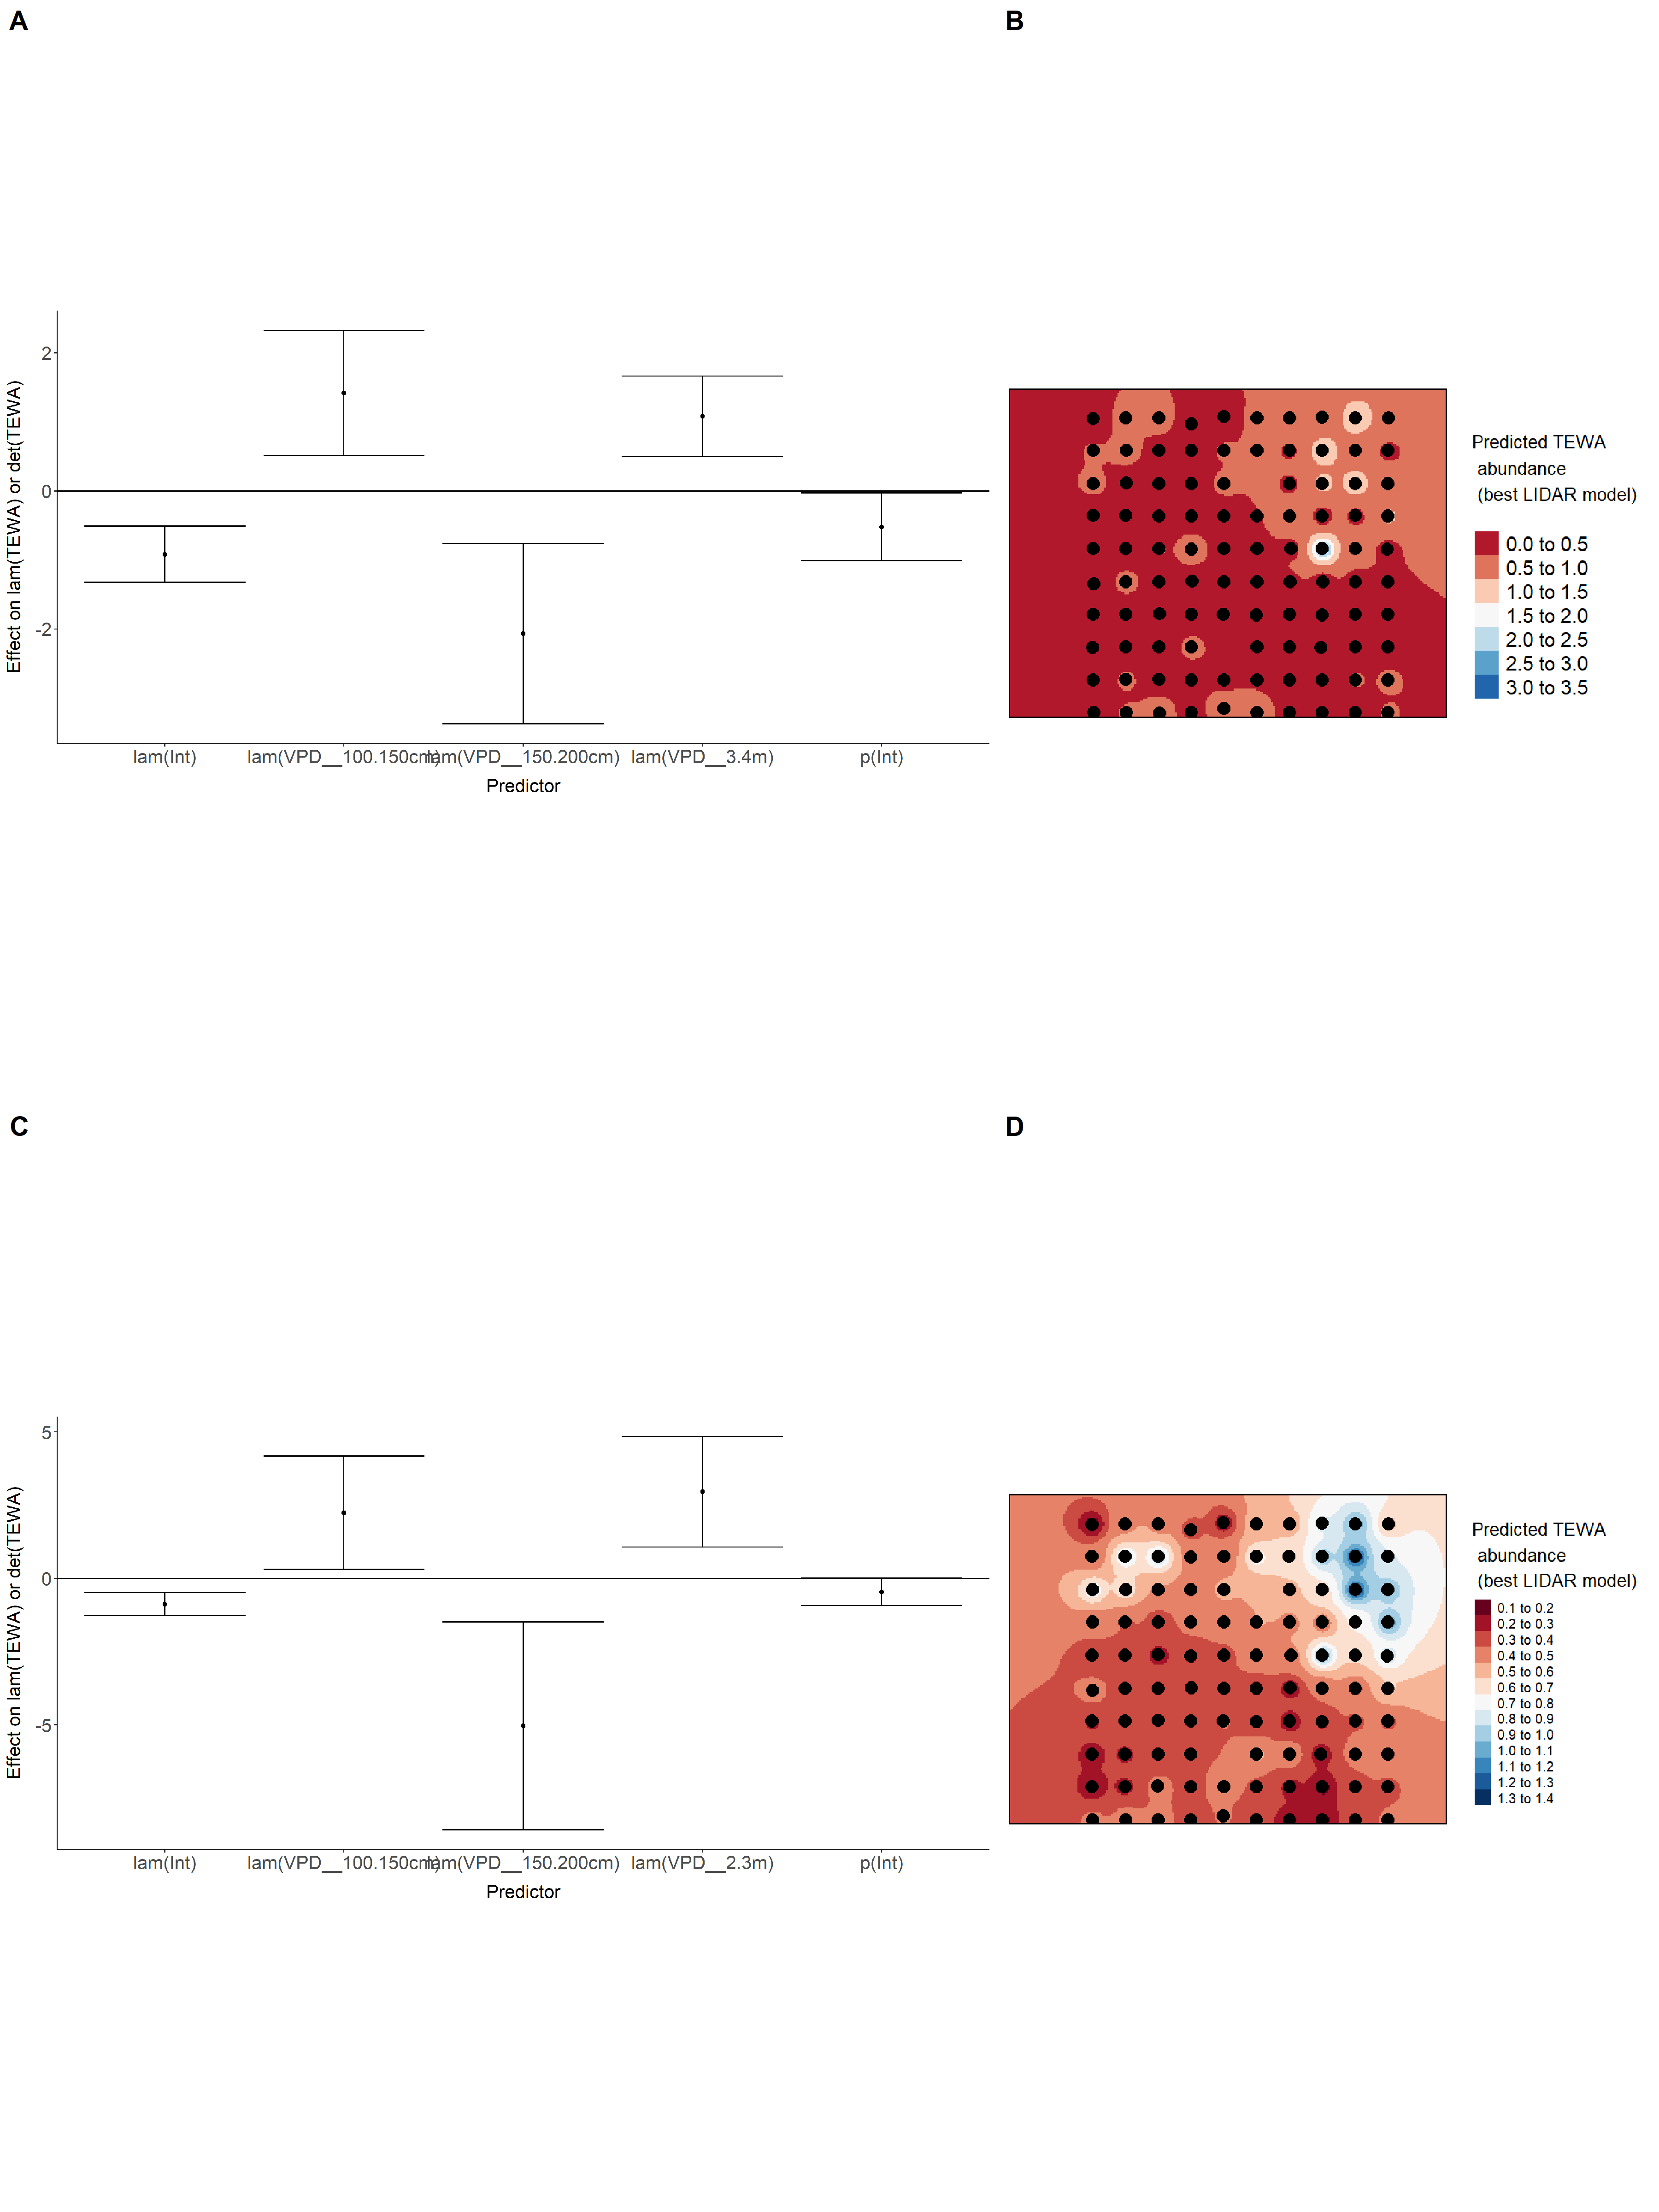 A
B
Effect on lam(TEWA) or det(TEWA)
2
0
-2
lam(Int)
lam(VPD__100.150cm)
lam(VPD__150.200cm)
lam(VPD__3.4m)
p(Int)
Predictor
Predicted TEWA
abundance
(best LIDAR model)
0.0 to 0.5
0.5 to 1.0
1.0 to 1.5
1.5 to 2.0
2.0 to 2.5
2.5 to 3.0
3.0 to 3.5
C
D
Effect on lam(TEWA) or det(TEWA)
5
0
-5
lam(Int)
lam(VPD__100.150cm)
lam(VPD__150.200cm)
lam(VPD__2.3m)
p(Int)
Predictor
Predicted TEWA
abundance
(best LIDAR model)
0.1 to 0.2
0.2 to 0.3
0.3 to 0.4
0.4 to 0.5
0.5 to 0.6
0.6 to 0.7
0.7 to 0.8
0.8 to 0.9
0.9 to 1.0
1.0 to 1.1
1.1 to 1.2
1.2 to 1.3
1.3 to 1.4